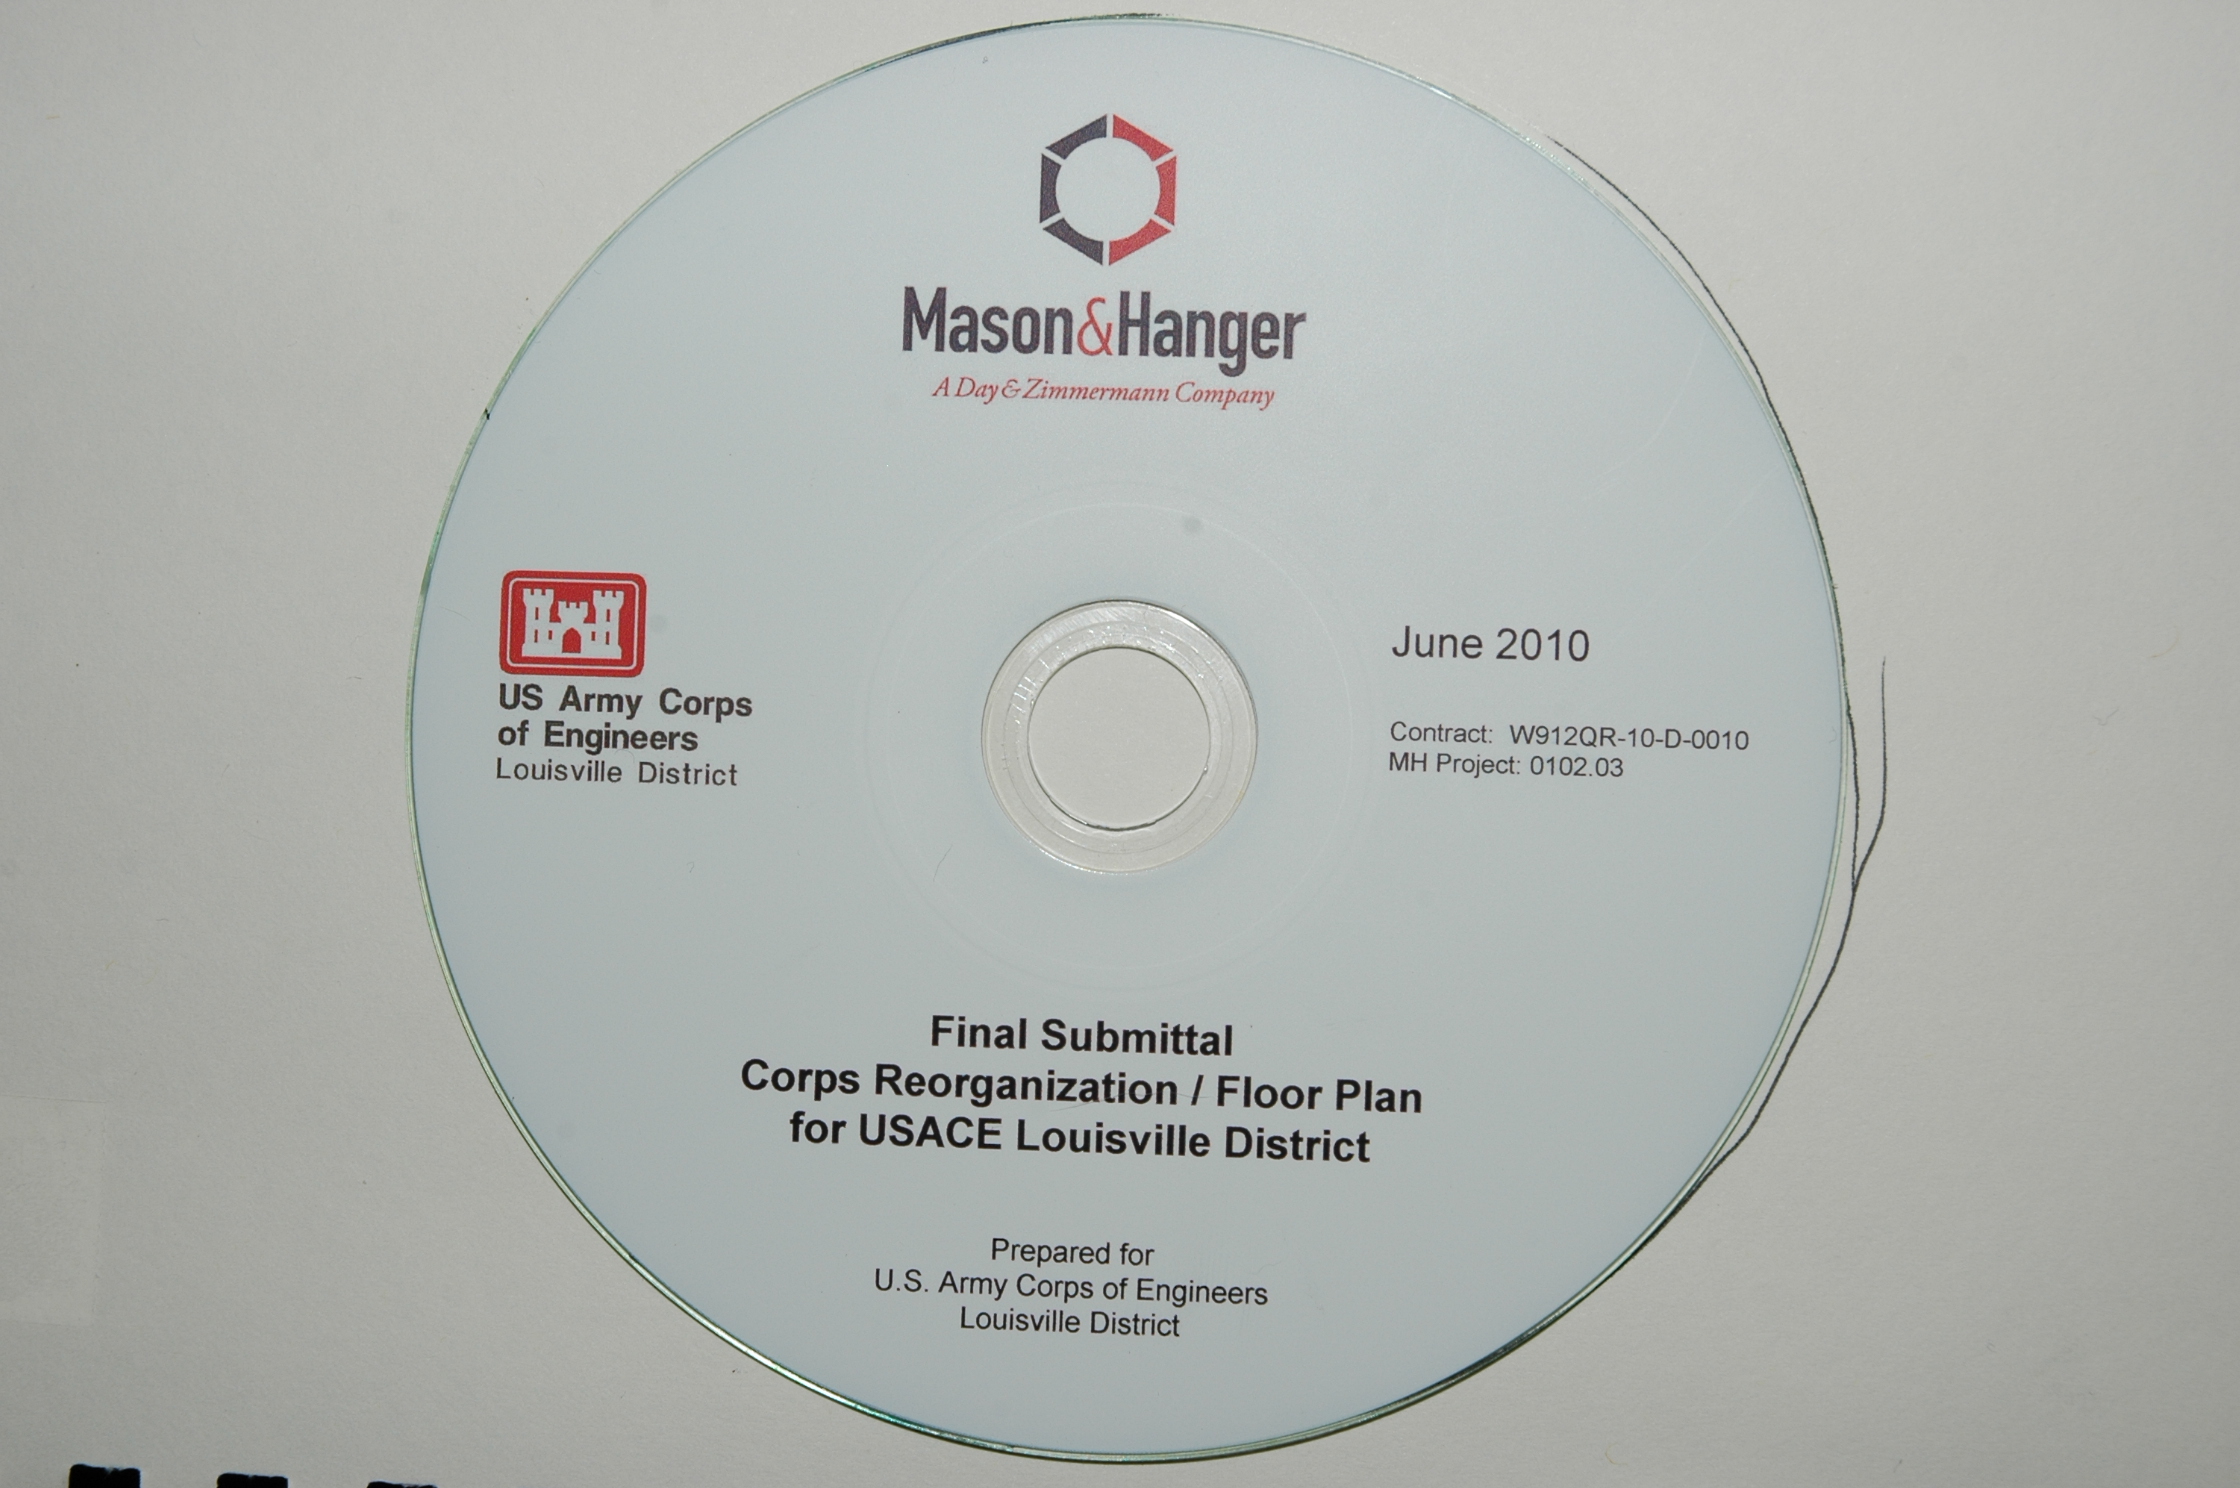 Mason&Hanger
A Day & Zimmermann Company
US Army Corps
of Engineers
Louisville District
June 2010
Contract: W912QR-10-D-0010
MH Project: 0102.03
Final Submittal
Corps Reorganization / Floor Plan
for USACE Louisville District
Prepared for
U.S. Army Corps of Engineers
Louisville District